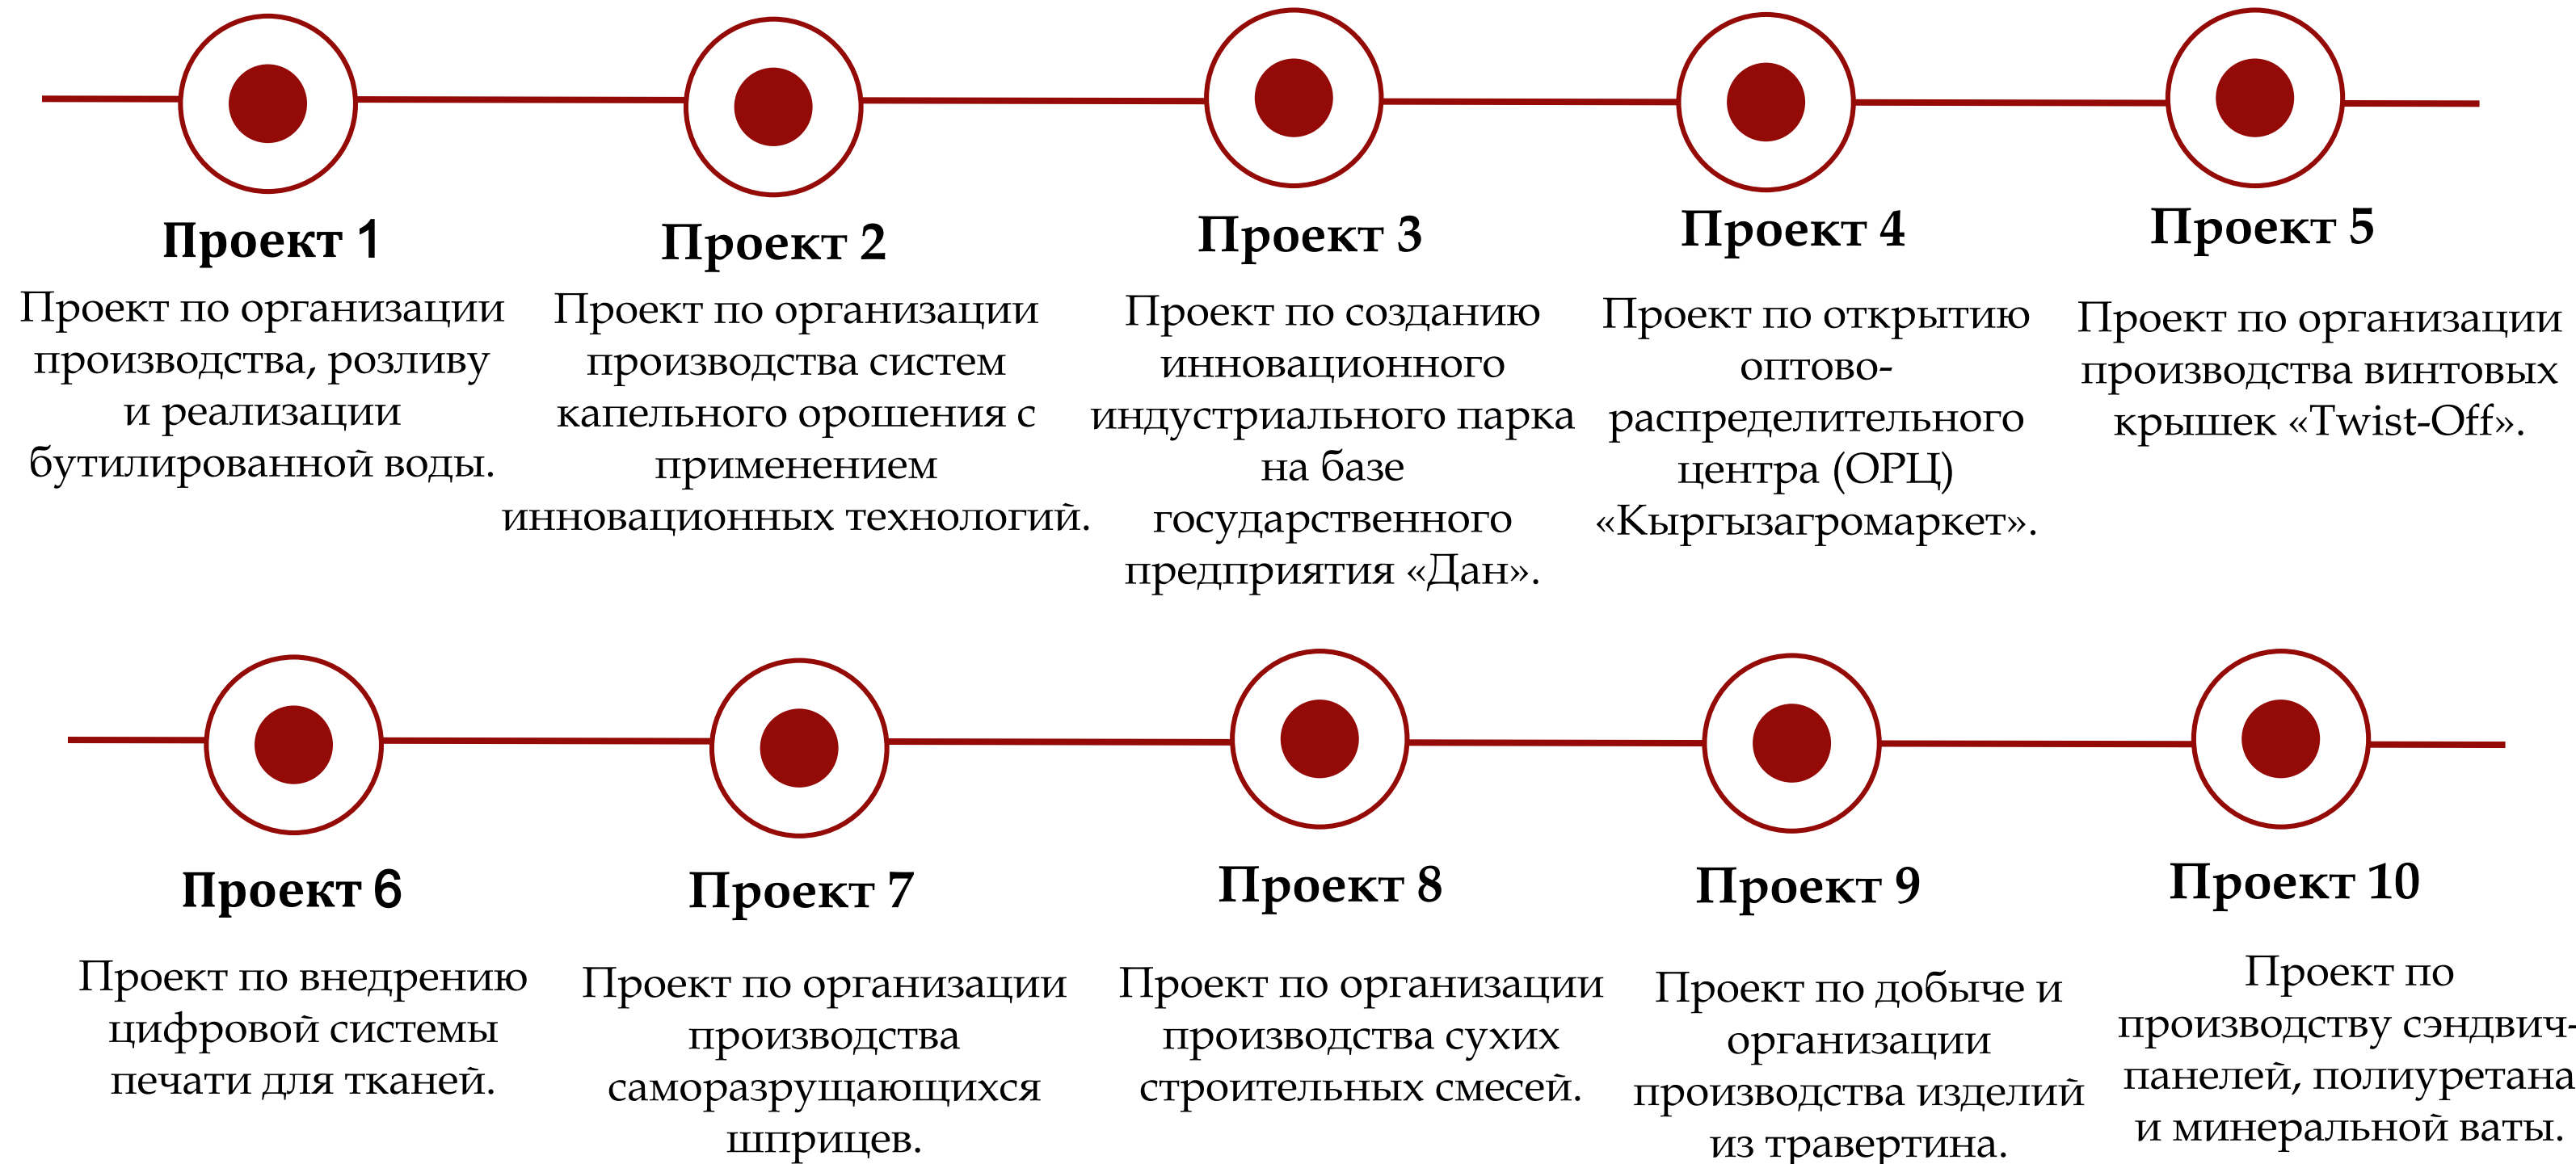 Проект 1
Проект по организации
производства, розливу
и реализации
бутилированной воды.
Проект 2
Проект по организации
производства систем
капельного орошения с
применением
инновационных технологий.
Проект 3
Проект по созданию
инновационного
индустриального парка
на базе
государственного
предприятия «Дан».
Проект 4
Проект по открытию
оптово-
распределительного
центра (ОРЦ)
«Кыргызагромаркет».
Проект 5
Проект по организации
производства винтовых
крышек «Twist-Off».
Проект 6
Проект по внедрению
цифровой системы
печати для тканей.
Проект 7
Проект по организации
производства
саморазрущающихся
шприцев.
Проект 8
Проект по организации
производства сухих
строительных смесей.
Проект 9
Проект по добыче и
организации
производства изделий
из травертина.
Проект 10
Проект по
производству сэндвич-
панелей, полиуретана
и минеральной ваты.